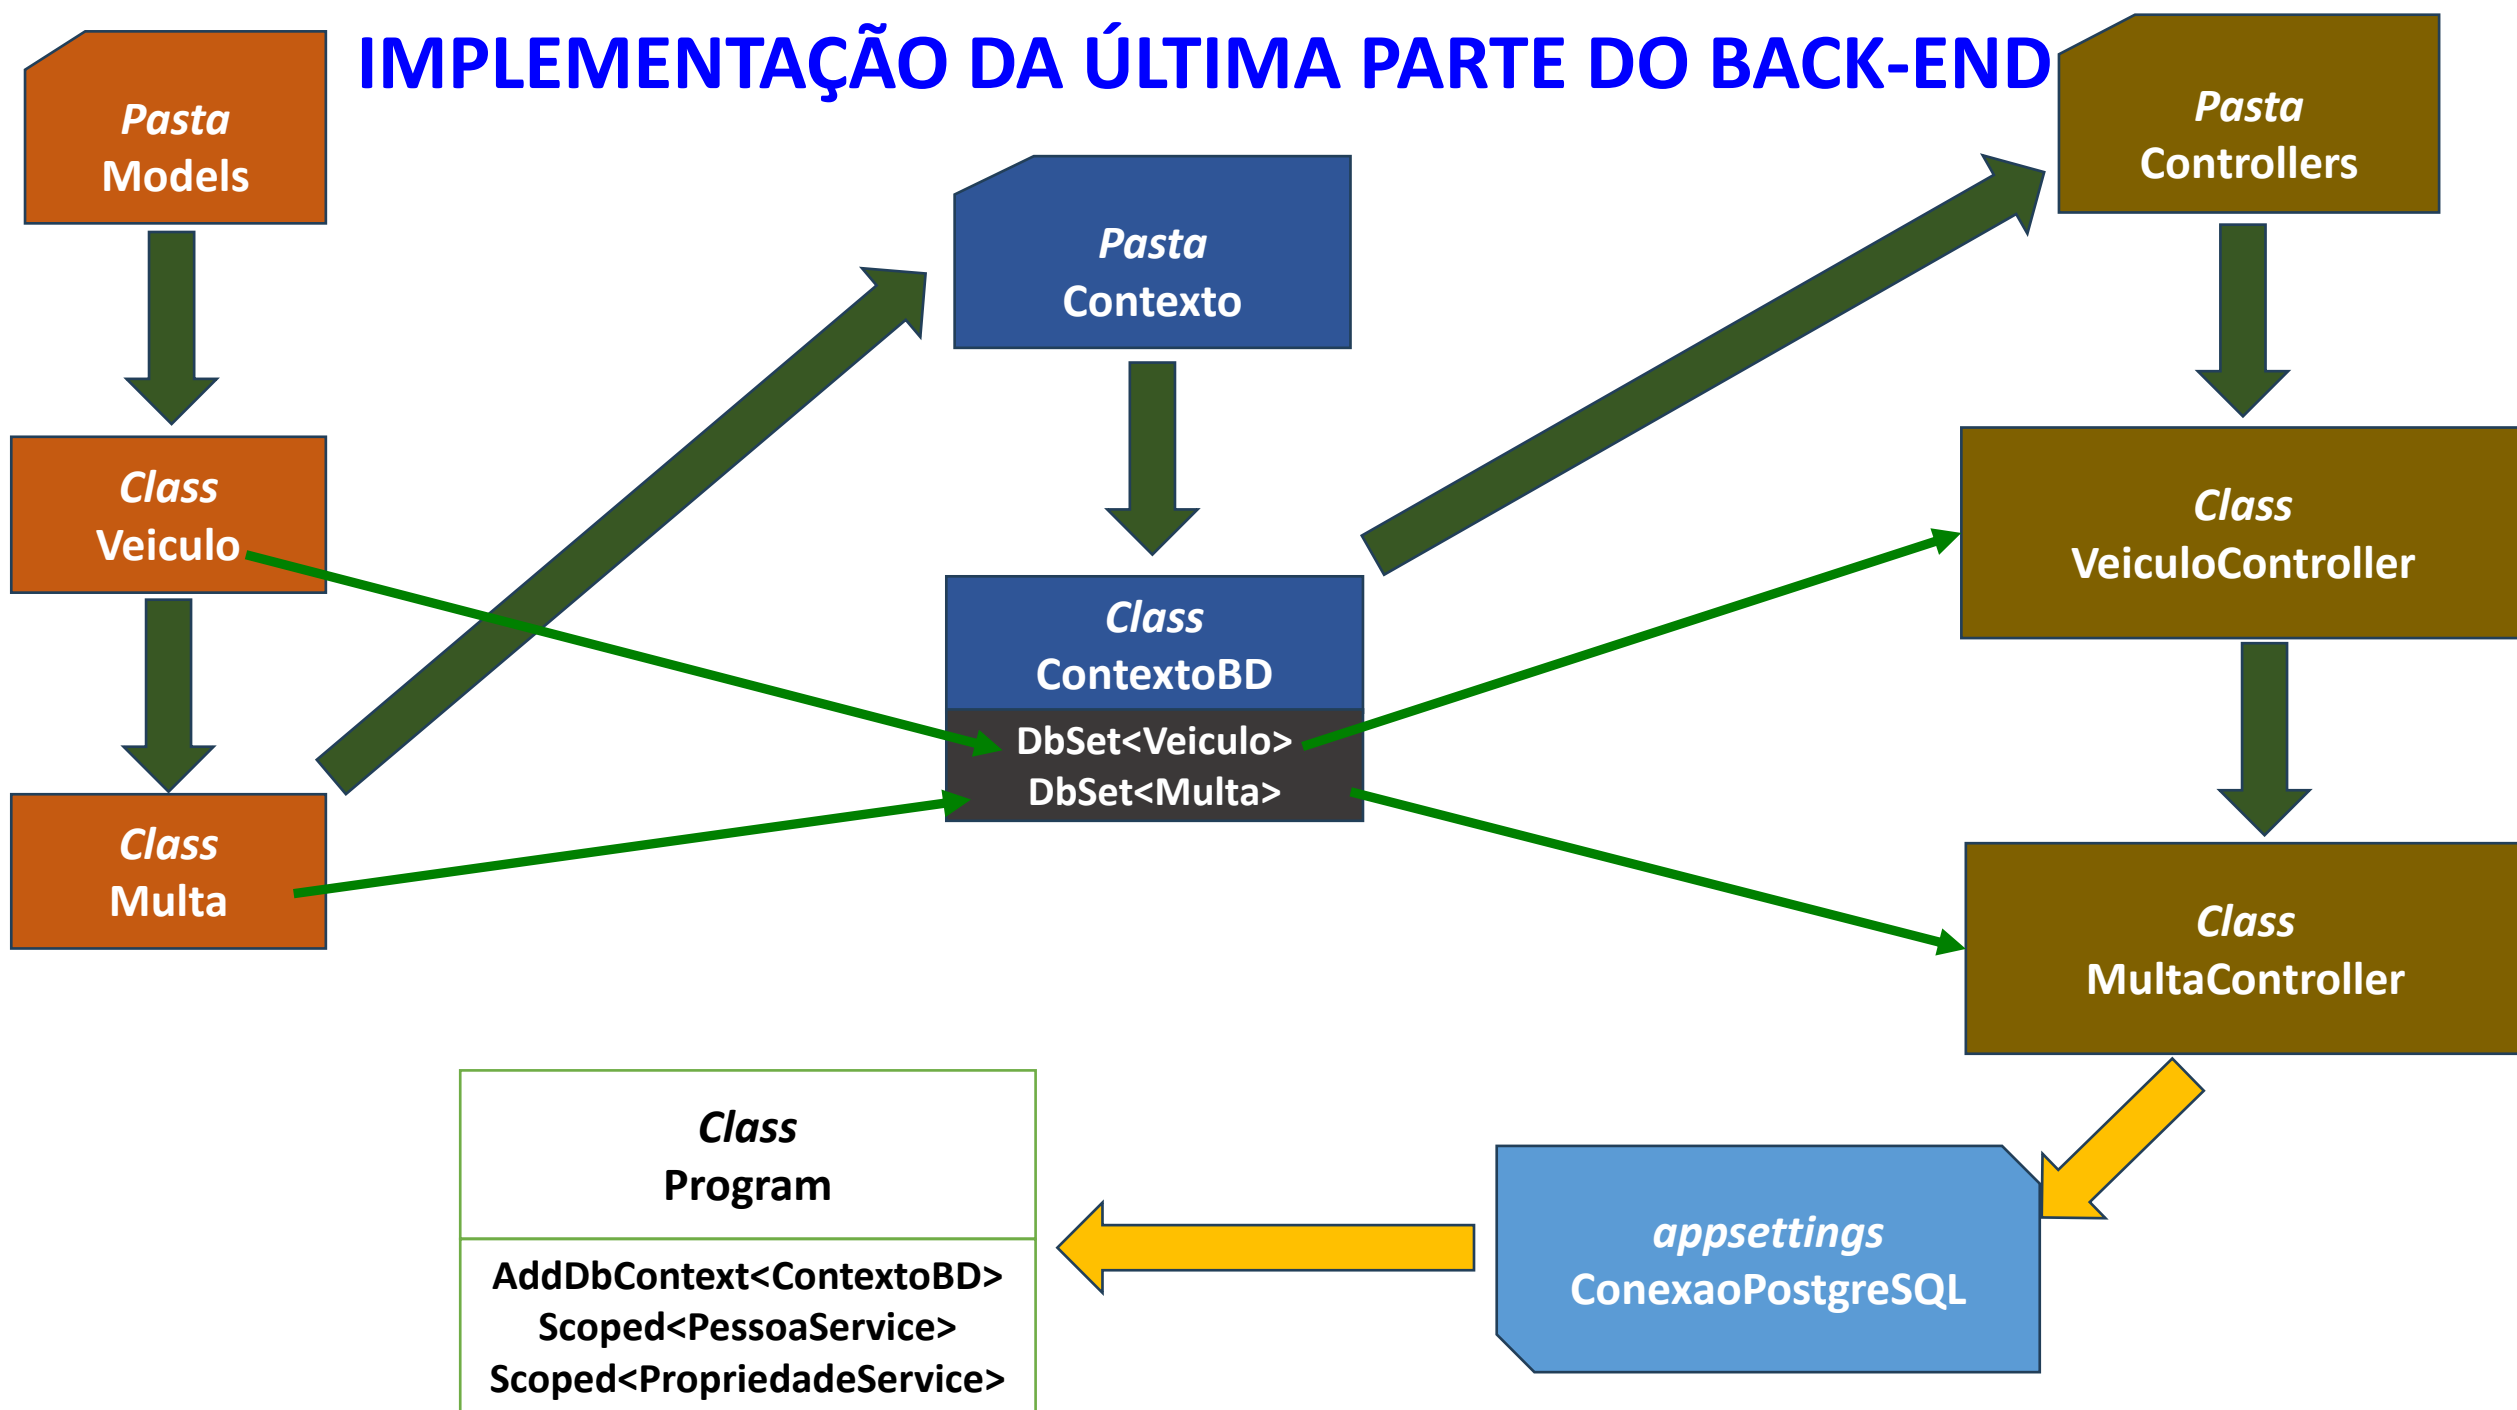 IMPLEMENTAÇÃO DA ÚLTIMA PARTE DO BACK-END
Pasta
Models
Class
Veiculo
Class
Multa
Pasta
Contexto
Class
ContextoBD
DbSet<Veiculo>
DbSet<Multa>
Pasta
Controllers
Class
VeiculoController
Class
MultaController
appsettings
ConexaoPostgreSQL
Class
Program
AddDbContext<ContextoBD>
Scoped<PessoaService>
Scoped<PropriedadeService>